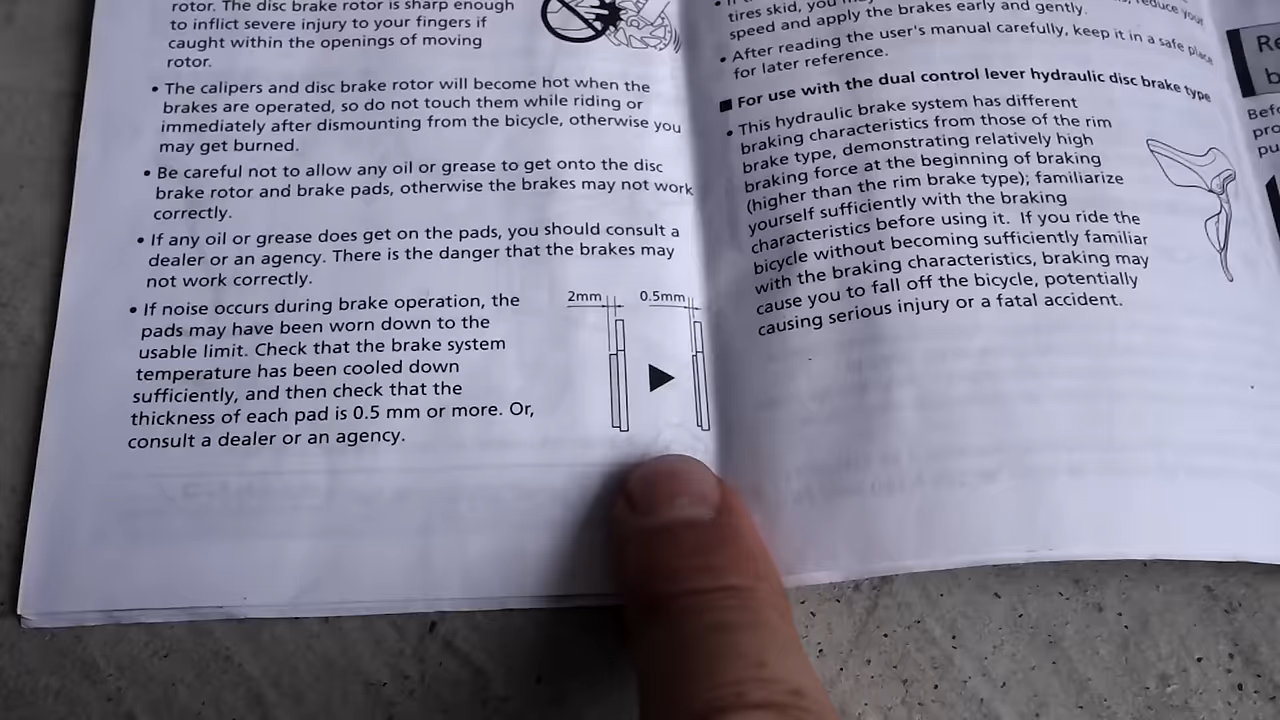 rotor. The disc brake rotor is sharp enough
to inflict severe injury to your fingers if
caught within the openings of moving
rotor.
• The calipers and disc brake rotor will become hot when the
brakes are operated, so do not touch them while riding or
immediately after dismounting from the bicycle, otherwise you
may get burned.
• Be careful not to allow any oil or grease to get onto the disc
brake rotor and brake pads, otherwise the brakes may not work
correctly.
• If any oil or grease does get on the pads, you should consult a
dealer or an agency. There is the danger that the brakes may
not work correctly.
• If noise occurs during brake operation, the
pads may have been worn down to the
usable limit. Check that the brake system
temperature has been cooled down
sufficiently, and then check that the
thickness of each pad is 0.5 mm or more. Or,
consult a dealer or an agency.
2mm 0.5mm
reduce your
tires skid, you
speed and apply the brakes early and gently.
• After reading the user's manual carefully, keep it in a safe place
for later reference.
■ For use with the dual control lever hydraulic disc brake type
• This hydraulic brake system has different
braking characteristics from those of the rim
brake type, demonstrating relatively high
braking force at the beginning of braking
(higher than the rim brake type); familiarize
yourself sufficiently with the braking
characteristics before using it. If you ride the
bicycle without becoming sufficiently familiar
with the braking characteristics, braking may
cause you to fall off the bicycle, potentially
causing serious injury or a fatal accident.